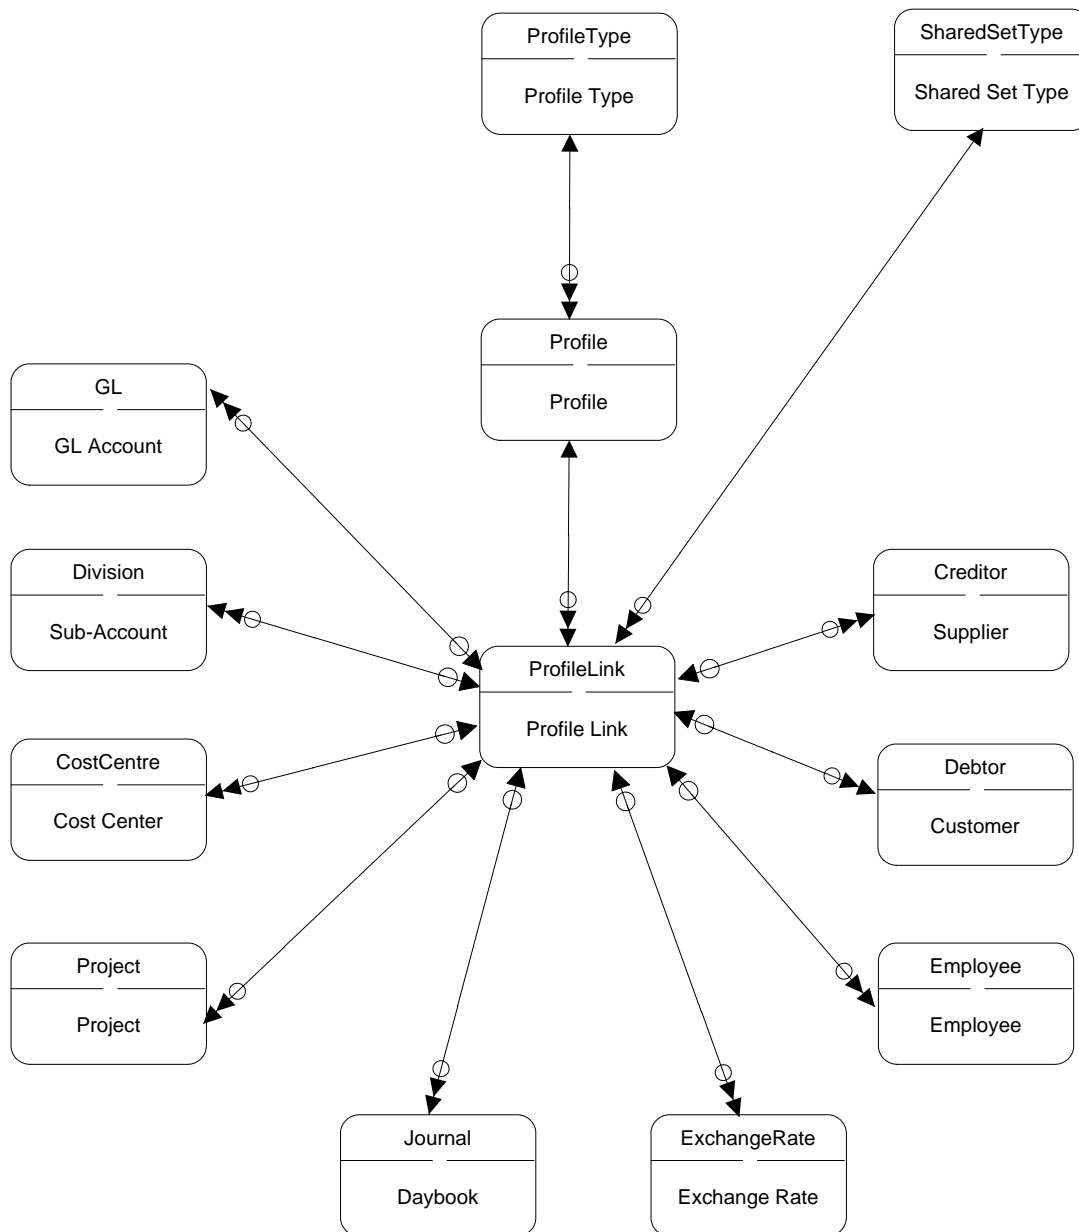 ProfileType
Profile Type
SharedSetType
Shared Set Type
Profile
Profile
GL
GL Account
Division
Sub-Account
Creditor
Supplier
ProfileLink
Profile Link
CostCentre
Cost Center
Debtor
Customer
Project
Project
Employee
Employee
Journal
Daybook
ExchangeRate
Exchange Rate